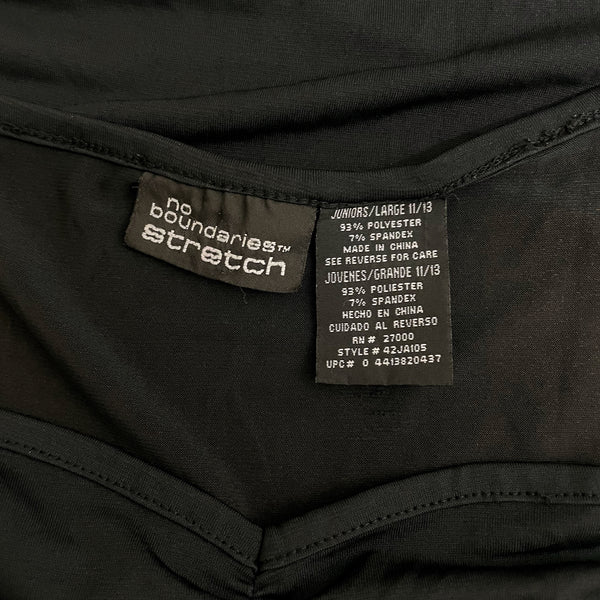 no
boundaries™
stretch
JUNIORS/LARGE 11/13
93% POLYESTER
7% SPANDEX
MADE IN CHINA
SEE REVERSE FOR CARE
JOVENES/GRANDE 11/13
93% POLIESTER
7% SPANDEX
HECHO EN CHINA
CUIDADO AL REVERSO
RN# 27000
STYLE# 42JA105
UPC# 0 4413820437